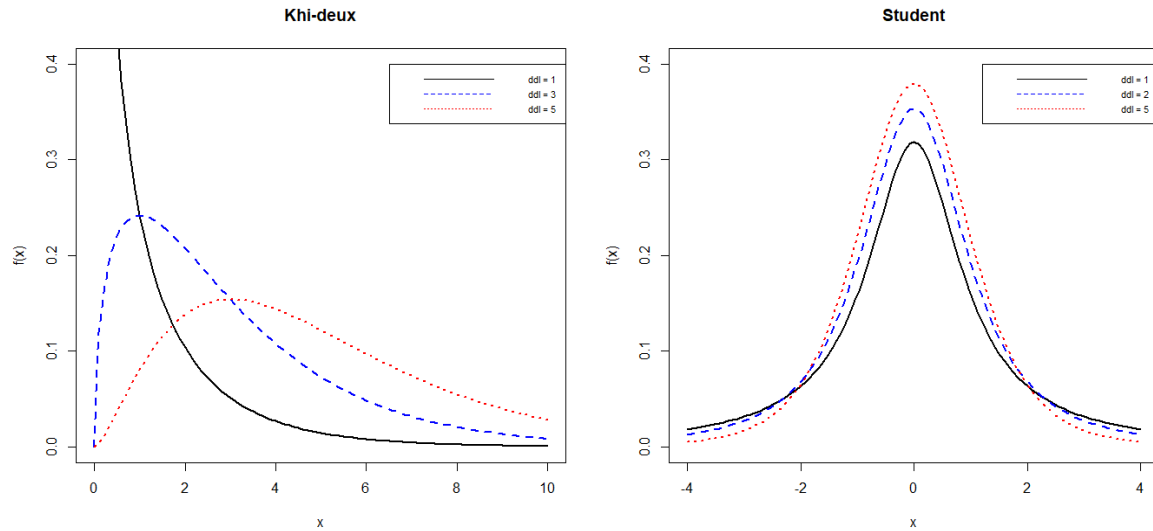 Khi-deux
f(x)
0.4
0.3
0.2
0.1
0.0
ddl = 1
ddl = 3
ddl = 5
0 2 4 6 8 10
x
Student
f(x)
0.4
0.3
0.2
0.1
0.0
ddl = 1
ddl = 2
ddl = 5
-4 -2 0 2 4
x